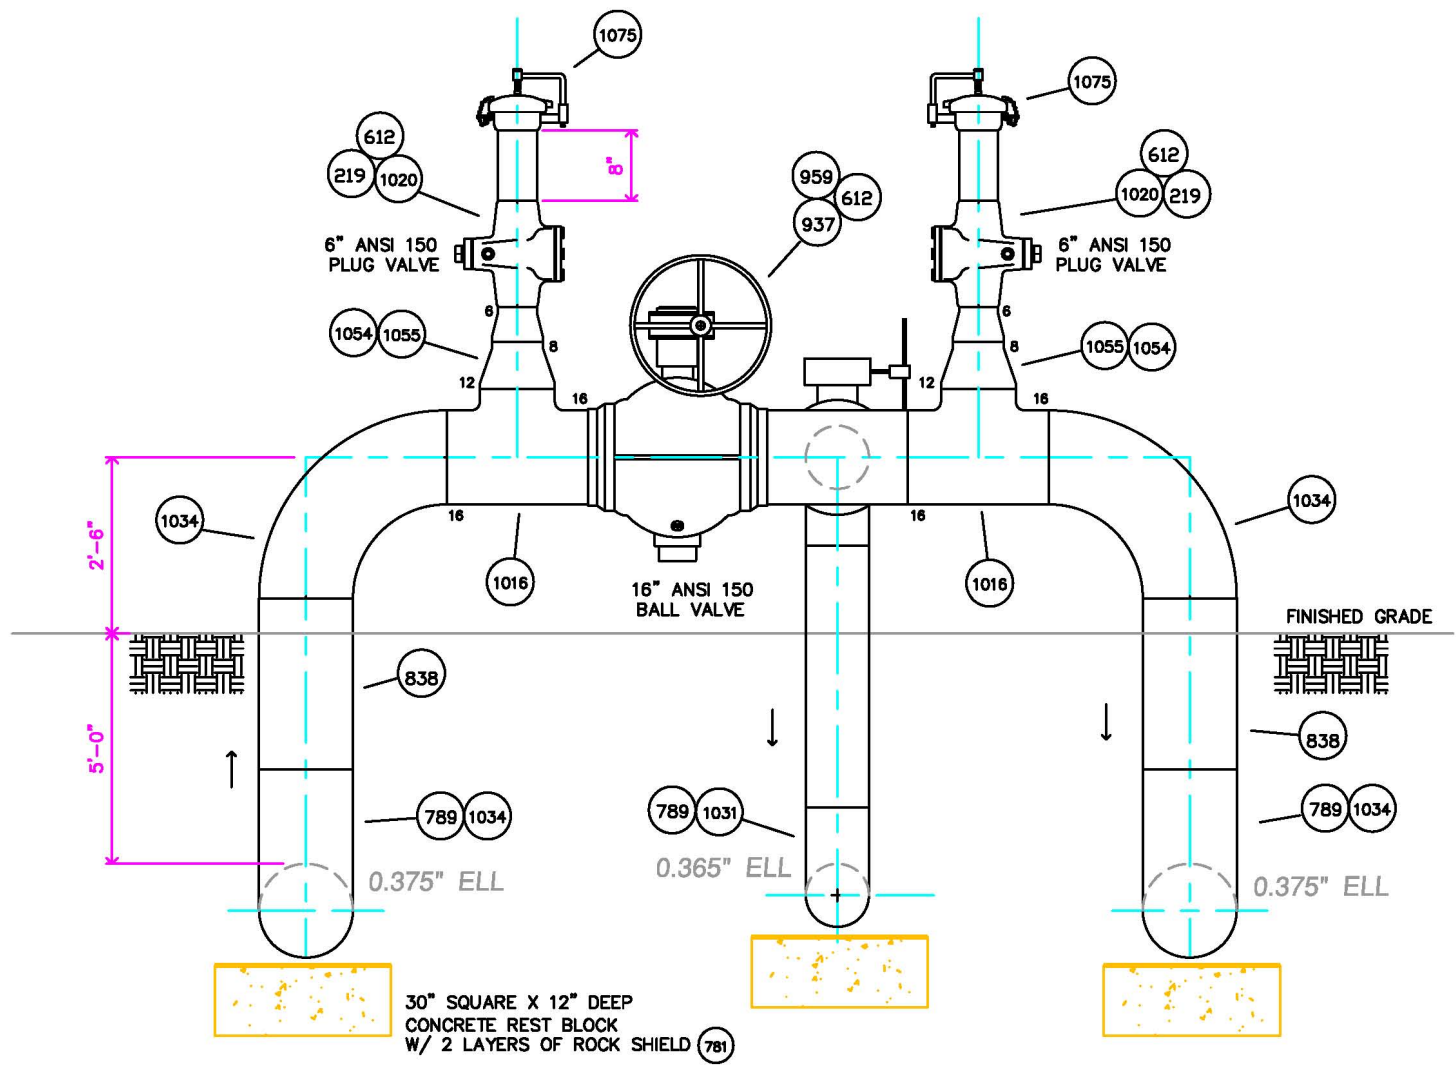 1075
1075
612
219 1020
8"
959
612
937
612
1020 219
6" ANSI 150
PLUG VALVE
6" ANSI 150
PLUG VALVE
6
6
1054 1055
8
8
1055 1054
12
16
12
16
1034
2'-6"
16
16
1034
1016
1016
16" ANSI 150
BALL VALVE
FINISHED GRADE
838
5'-0"
838
789 1034
789 1031
789 1034
0.375" ELL
0.365" ELL
0.375" ELL
30" SQUARE X 12" DEEP
CONCRETE REST BLOCK
W/ 2 LAYERS OF ROCK SHIELD 781